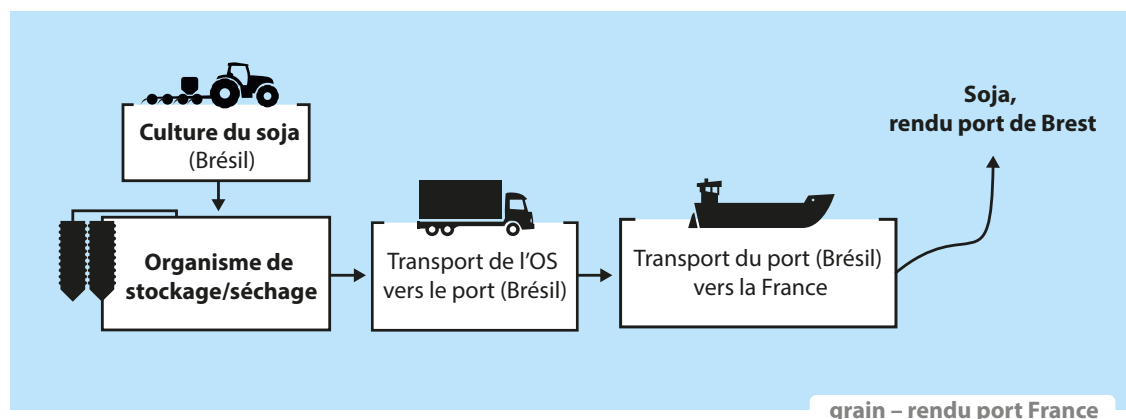 Culture du soja
(Brésil)
Organisme de
stockage/séchage
Transport de l'OS
vers le port (Brésil)
Transport du port (Brésil)
vers la France
Soja,
rendu port de Brest
grain – rendu port France